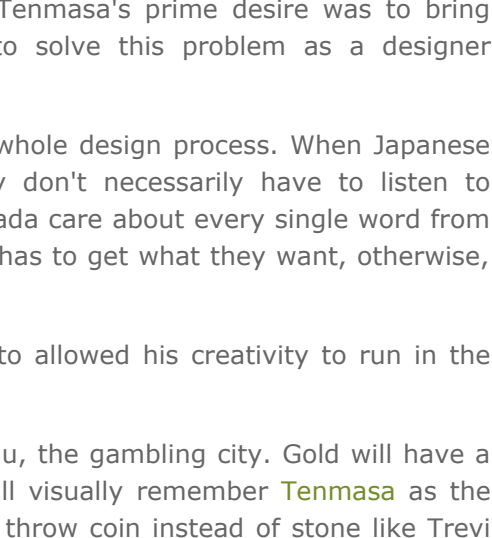 Tenmasa's prime desire was to bring
to solve this problem as a designer
whole design process. When Japanese
don't necessarily have to listen to
ada care about every single word from
has to get what they want, otherwise,
to allowed his creativity to run in the
u, the gambling city. Gold will have a
ll visually remember Tenmasa as the
throw coin instead of stone like Trevi